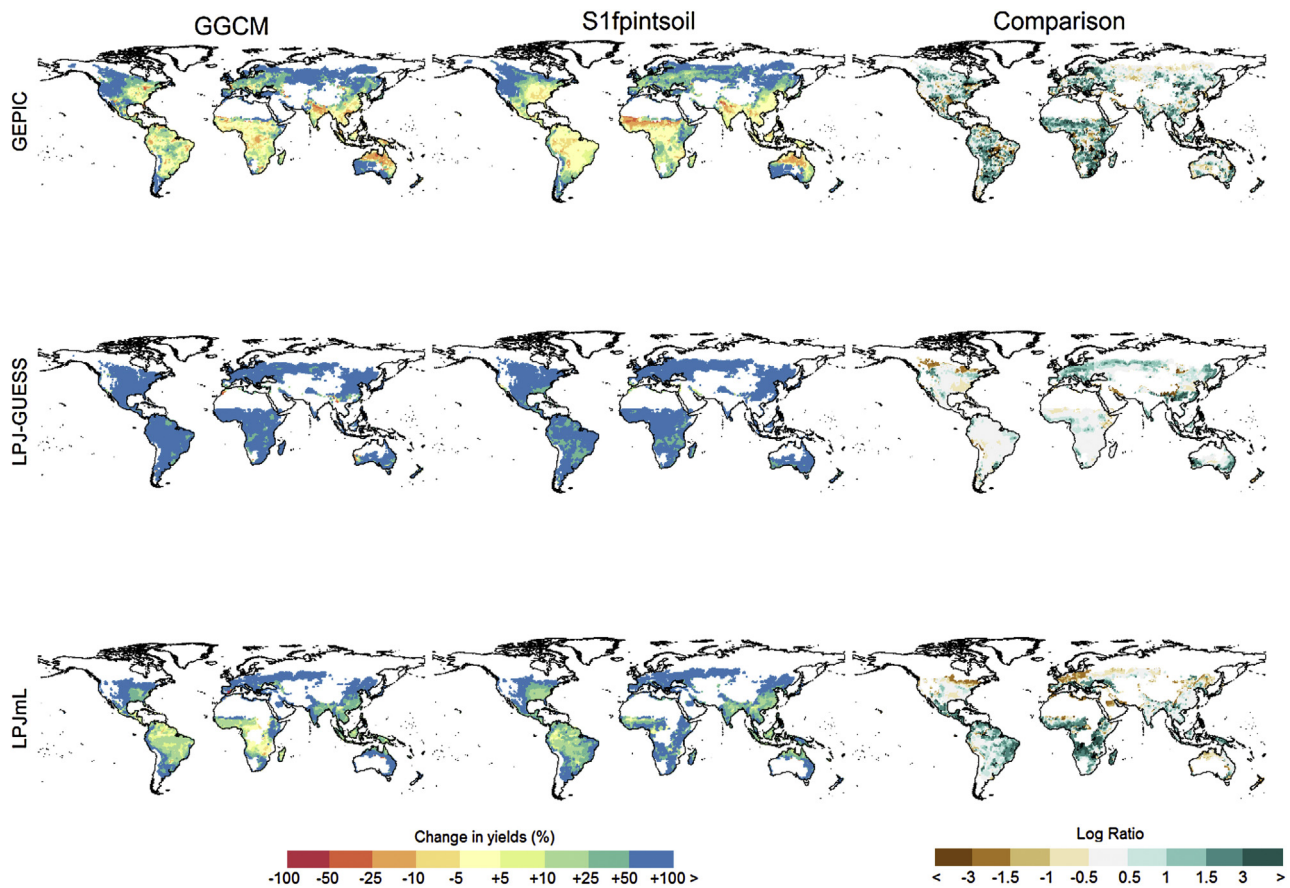 GGCM S1fpintsoil Comparison
GEPIC
LPJ-GUESS
LPJmL
Change in yields (%)
-100 -50 -25 -10 -5 +5 +10 +25 +50 +100 >
Log Ratio
< -3 -1.5 -1 -0.5 0.5 1 1.5 3 >